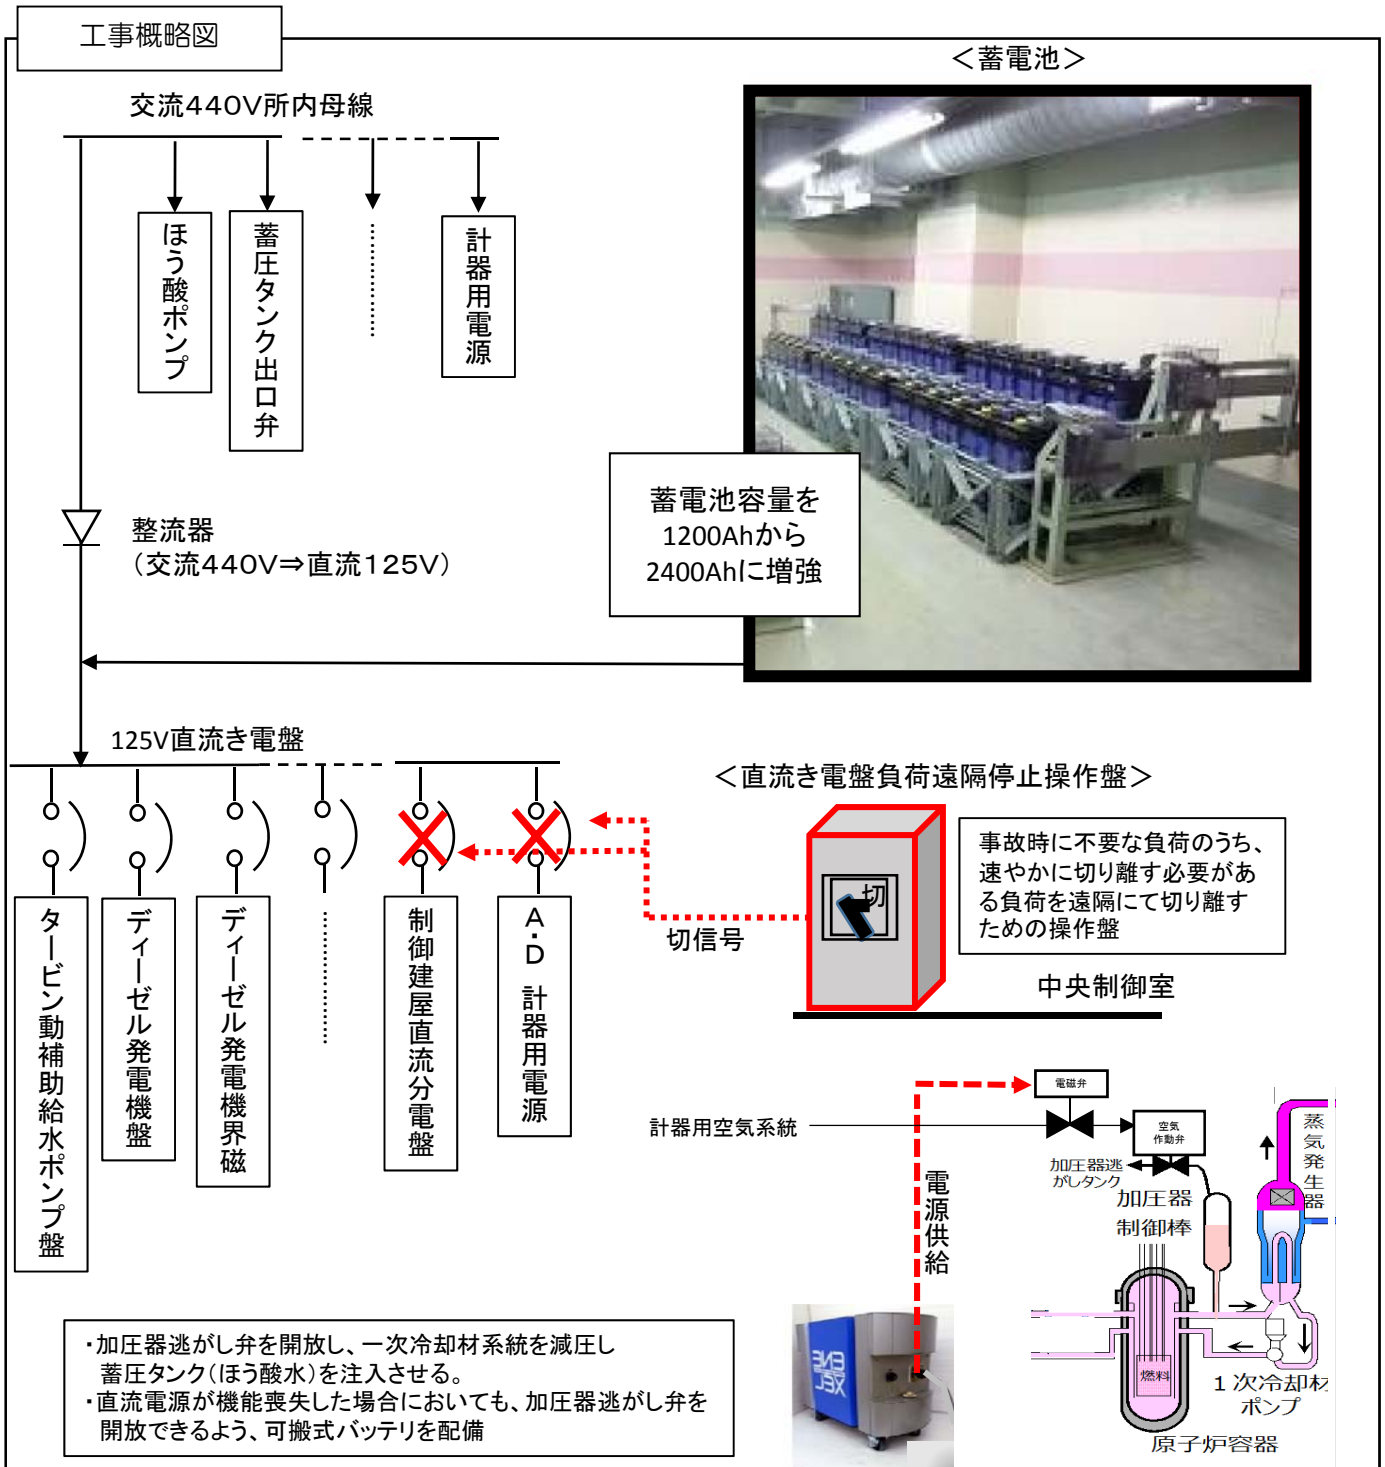 工事概略図
<蓄電池>
交流440V所内母線
ほう酸ポンプ
蓄圧タンク出口弁
計器用電源
蓄電池容量を
1200Ahから
2400Ahに増強
整流器
(交流440V⇒直流125V)
125V直流き電盤
<直流き電盤負荷遠隔停止操作盤>
切
事故時に不要な負荷のうち、
速やかに切り離す必要があ
る負荷を遠隔にて切り離す
ための操作盤
切信号
中央制御室
タービン動補助給水ポンプ盤
ディーゼル発電機盤
ディーゼル発電機界磁
制御建屋直流分電盤
A・D 計器用電源
電磁弁
計器用空気系統
空気
作動弁
加圧器逃
がしタンク
加圧器
制御棒
蒸気発生器
電源供給
燃料
1次冷却材
ポンプ
原子炉容器
ENE
XEL
・加圧器逃がし弁を開放し、一次冷却材系統を減圧し
蓄圧タンク(ほう酸水)を注入させる。
・直流電源が機能喪失した場合においても、加圧器逃がし弁を
開放できるよう、可搬式バッテリを配備